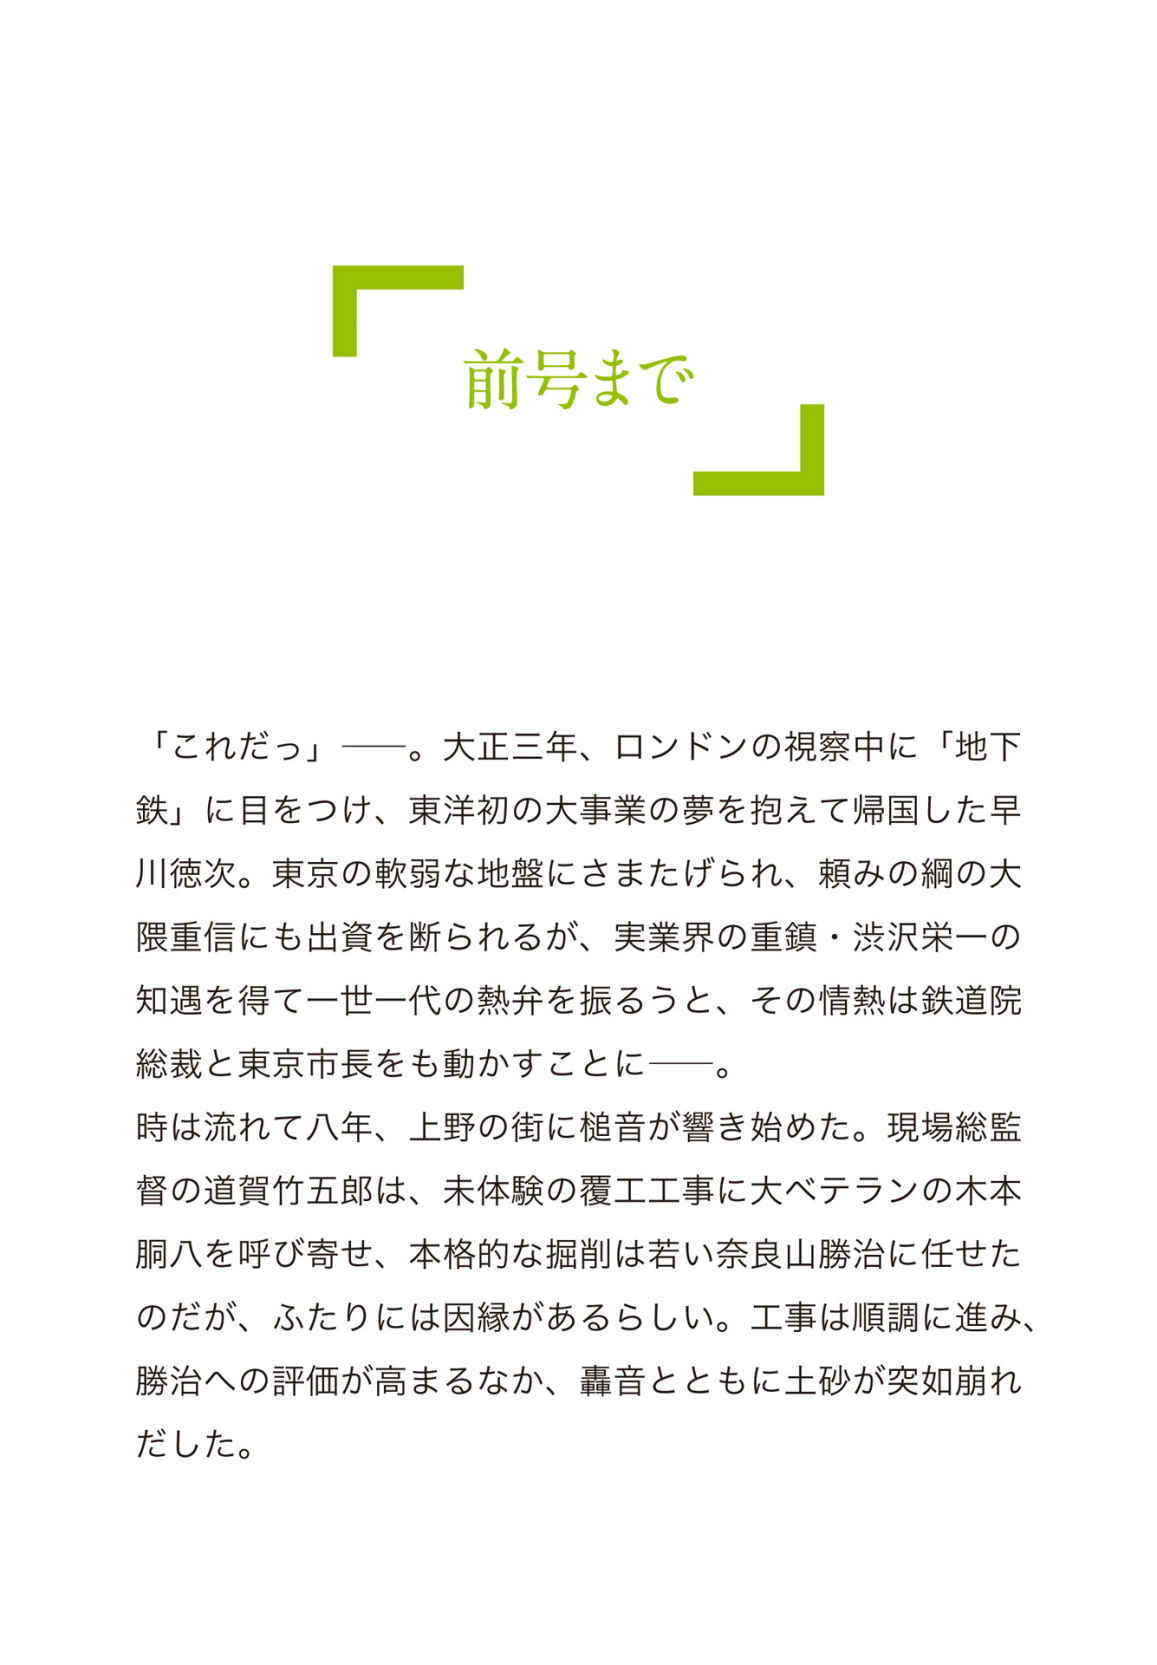 前号まで
「これだっ」――。大正三年、ロンドンの視察中に「地下
鉄」に目をつけ、東洋初の大事業の夢を抱えて帰国した早
川徳次。東京の軟弱な地盤にさまたげられ、頼みの綱の大
隈重信にも出資を断られるが、実業界の重鎮・渋沢栄一の
知遇を得て一世一代の熱弁を振るうと、その情熱は鉄道院
総裁と東京市長をも動かすことに――。
時は流れて八年、上野の街に槌音が響き始めた。現場総監
督の道賀竹五郎は、未体験の覆工工事に大ベテランの木本
胴八を呼び寄せ、本格的な掘削は若い奈良山勝治に任せた
のだが、ふたりには因縁があるらしい。工事は順調に進み、
勝治への評価が高まるなか、轟音とともに土砂が突如崩れ
だした。